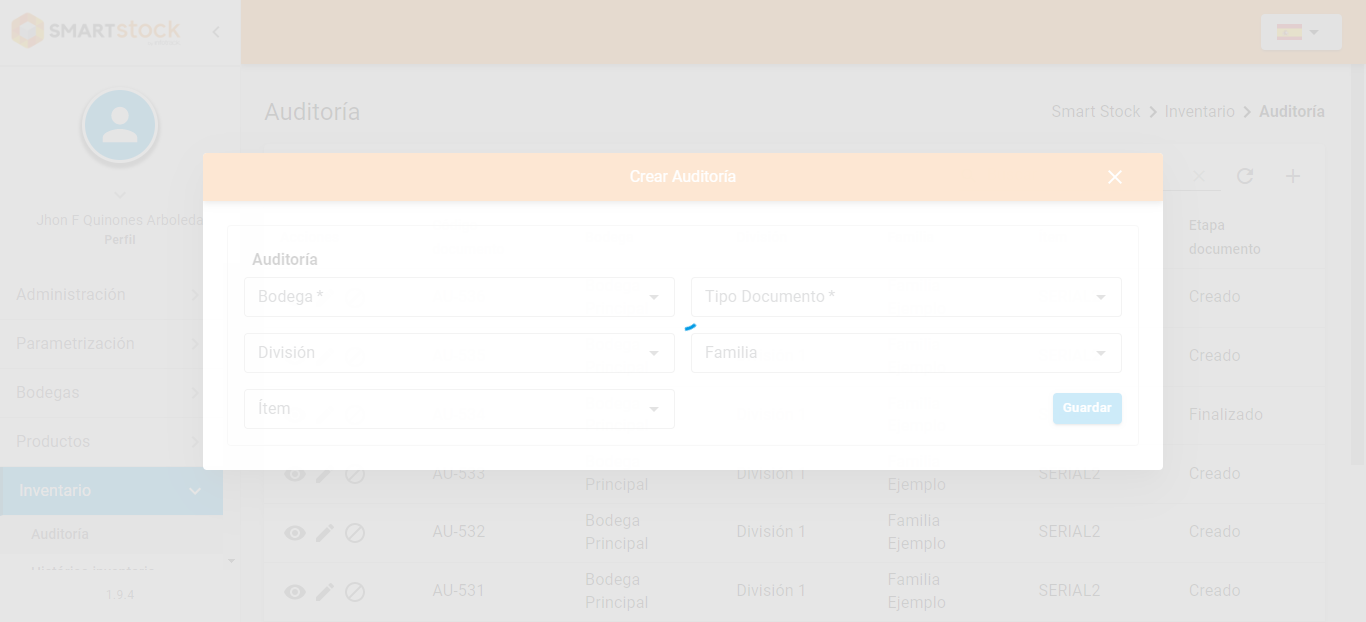 SMARTstock
Auditoría
Smart Stock > Inventario > Auditoría
Jhon F Quinones Arboleda
Perfil
Administración
Parametrización
Bodegas
Productos
Inventario
Auditoría
Histórico inventario
1.9.4
Crear Auditoría
Auditoría
Bodega *
Tipo Documento *
División
Familia
Ítem
Guardar
Etapa
documento
Creado
Creado
Finalizado
AU-533
Principal
División 1
Ejemplo
SERIAL2
Creado
AU-532
Bodega
Principal
División 1
Familia
Ejemplo
SERIAL2
Creado
AU-531
Bodega
Principal
División 1
Familia
Ejemplo
SERIAL2
Creado